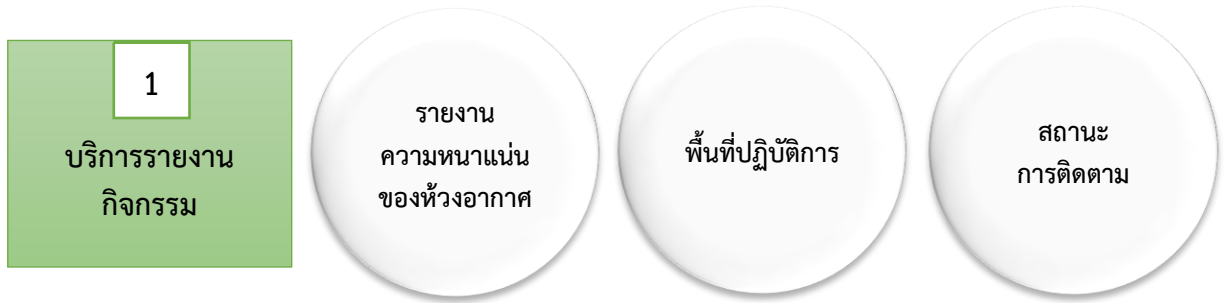 1
บริการรายงาน
กิจกรรม
รายงาน
ความหนาแน่น
ของห้วงอากาศ
พื้นที่ปฏิบัติการ
สถานะ
การติดตาม